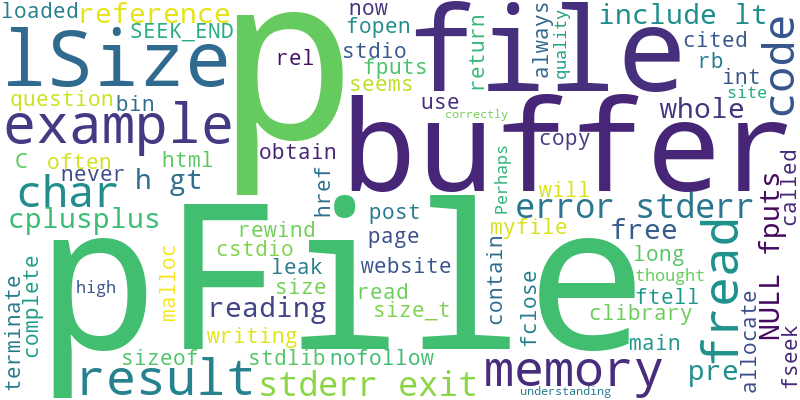 loaded
reference
SEEK_END
lSize
p
now
fopen
stdio
rel
fputs
seems
file
return
always
quality
include lt
cited
rb
int
site
code
question
bin
example
use
buffer
correctly
copy
whole
C
often
html
obtain
never
h
gt
char
href
Perhaps
will
called
cplusplus
post
error stderr
rewind
page
myfile
free
fputs
NULL
cstdio
leak
website
contain
long
fread
pFile
size
read
thought
terminate
complete
malloc
high
reading
size_t
fclose
ftell
clibrary
allocate
writing
main
fseek
sizeof
stdlib
nofollow
memory
pre
result
stderr exit
understanding